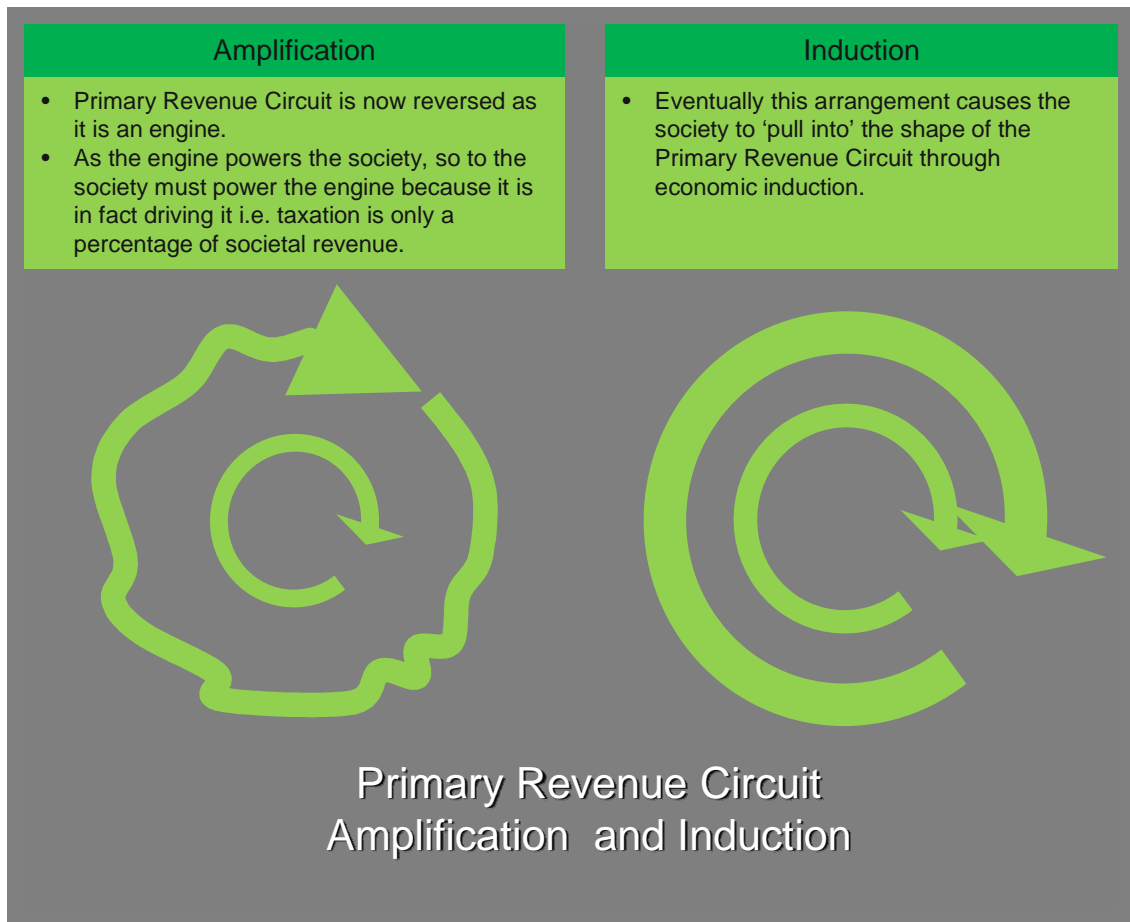 Amplification
• Primary Revenue Circuit is now reversed as
it is an engine.
• As the engine powers the society, so to the
society must power the engine because it is
in fact driving it i.e. taxation is only a
percentage of societal revenue.
Induction
• Eventually this arrangement causes the
society to ‘pull into’ the shape of the
Primary Revenue Circuit through
economic induction.
Primary Revenue Circuit
Amplification  and Induction